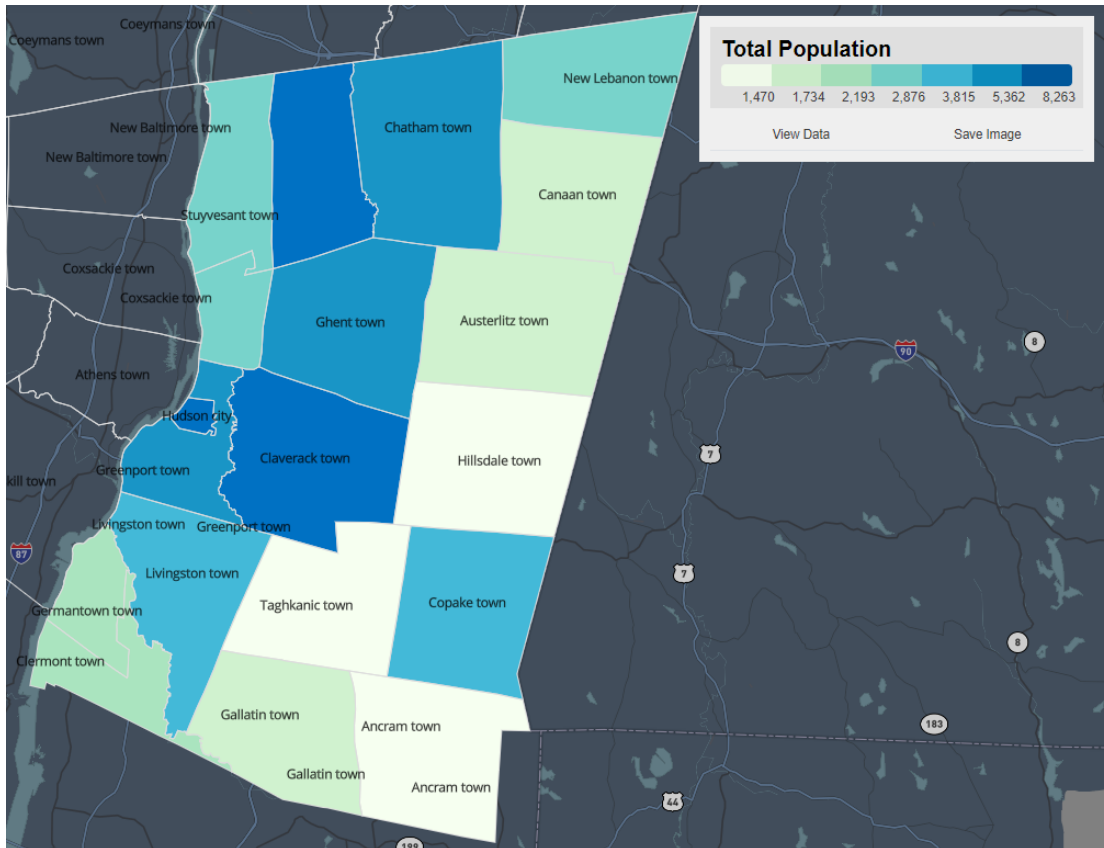 Coeymans town
Coeymans town
Total Population
1,470 1,734 2,193 2,876 3,815 5,362 8,263
View Data Save Image
New Lebanon town
New Baltimore town
Chatham town
New Baltimore town
Canaan town
Stuyvesant town
Coxsackie town
Coxsackie town
Ghent town
Austerlitz town
8
90
Athens town
Hudson city
7
Claverack town
Hillsdale town
Greenport town
kill town
Livingston town
Greenport town
87
Livingston town
7
Taghkanic town
Copake town
Germantown town
8
Clermont town
Gallatin town
Ancram town
183
Gallatin town
Ancram town
44
199